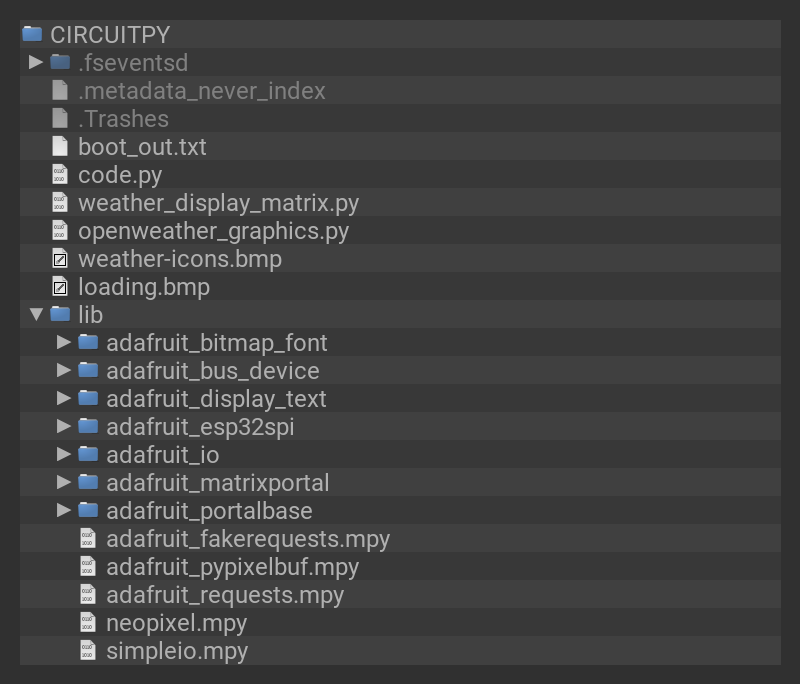 CIRCUITPY
.fseventsd
.metadata_never_index
.Trashes
boot_out.txt
code.py
weather_display_matrix.py
openweather_graphics.py
weather-icons.bmp
loading.bmp
lib
adafruit_bitmap_font
adafruit_bus_device
adafruit_display_text
adafruit_esp32spi
adafruit_io
adafruit_matrixportal
adafruit_portalbase
adafruit_fakerequests.mpy
adafruit_pypixelbuf.mpy
adafruit_requests.mpy
neopixel.mpy
simpleio.mpy